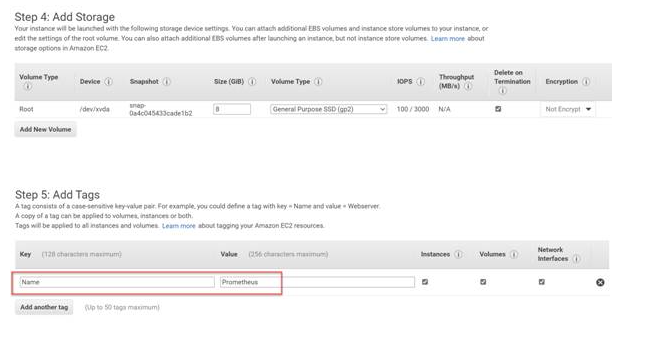 Step 4: Add Storage
Your instance will be launched with the following storage device settings. You can attach additional EBS volumes and instance store volumes to your instance, or
edit the settings of the root volume. You can also attach additional EBS volumes after launching an instance, but not instance store volumes. Learn more about
storage options in Amazon EC2.
Volume Type Device Snapshot Size (GiB) Volume Type IOPS Throughput (MB/s) Delete on Termination Encryption
Root /dev/xvda snap-0a4c045433cade1b2 8 General Purpose SSD (gp2) 100 / 3000 N/A Not Encrypt
Add New Volume
Step 5: Add Tags
A tag consists of a case-sensitive key-value pair. For example, you could define a tag with key = Name and value = Webserver.
A copy of a tag can be applied to volumes, instances or both.
Tags will be applied to all instances and volumes. Learn more about tagging your Amazon EC2 resources.
Key (128 characters maximum) Value (256 characters maximum) Instances Volumes Network Interfaces
Name Prometheus
Add another tag (Up to 50 tags maximum)